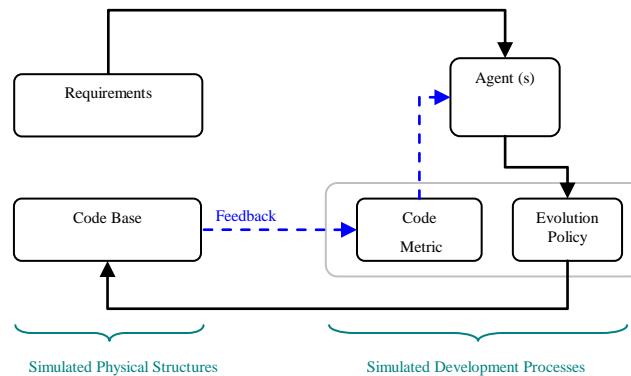 Requirements
Agent (s)
Code Base
Feedback
Code
Metric
Evolution
Policy
Simulated Physical Structures
Simulated Development Processes